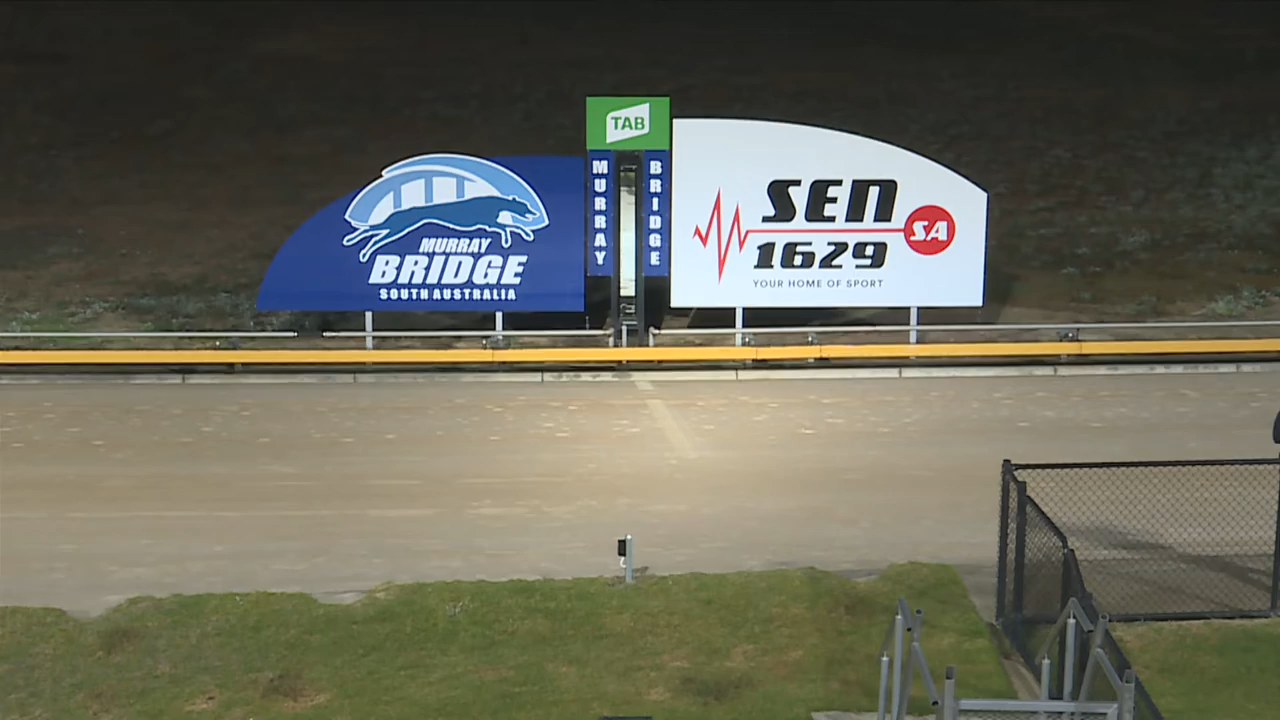 TAB
MURRAY
BRIDGE
MURRAY
BRIDGE
SOUTH AUSTRALIA
SEN
SA
1629
YOUR HOME OF SPORT